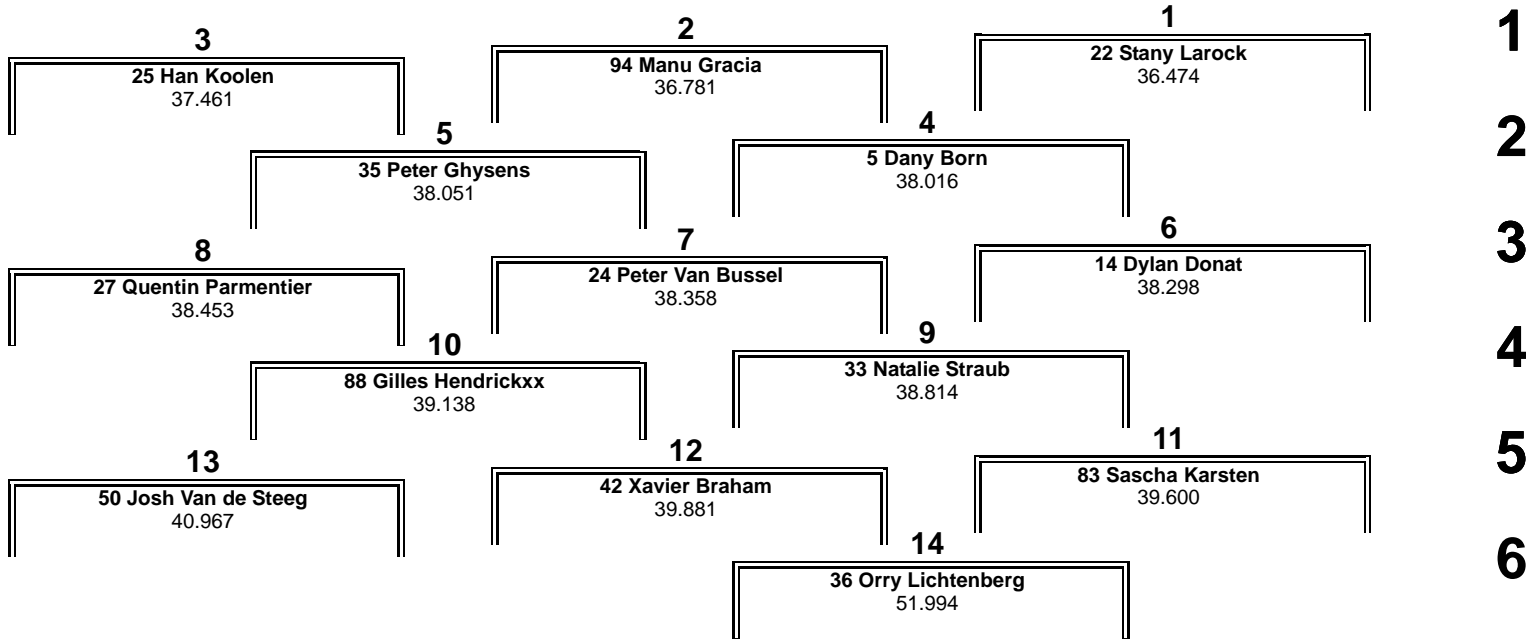 3
25 Han Koolen
37.461
2
94 Manu Gracia
36.781
1
22 Stany Larock
36.474
1
5
35 Peter Ghysens
38.051
4
5 Dany Born
38.016
2
8
27 Quentin Parmentier
38.453
7
24 Peter Van Bussel
38.358
6
14 Dylan Donat
38.298
3
10
88 Gilles Hendrickxx
39.138
9
33 Natalie Straub
38.814
4
13
50 Josh Van de Steeg
40.967
12
42 Xavier Braham
39.881
11
83 Sascha Karsten
39.600
5
14
36 Orry Lichtenberg
51.994
6